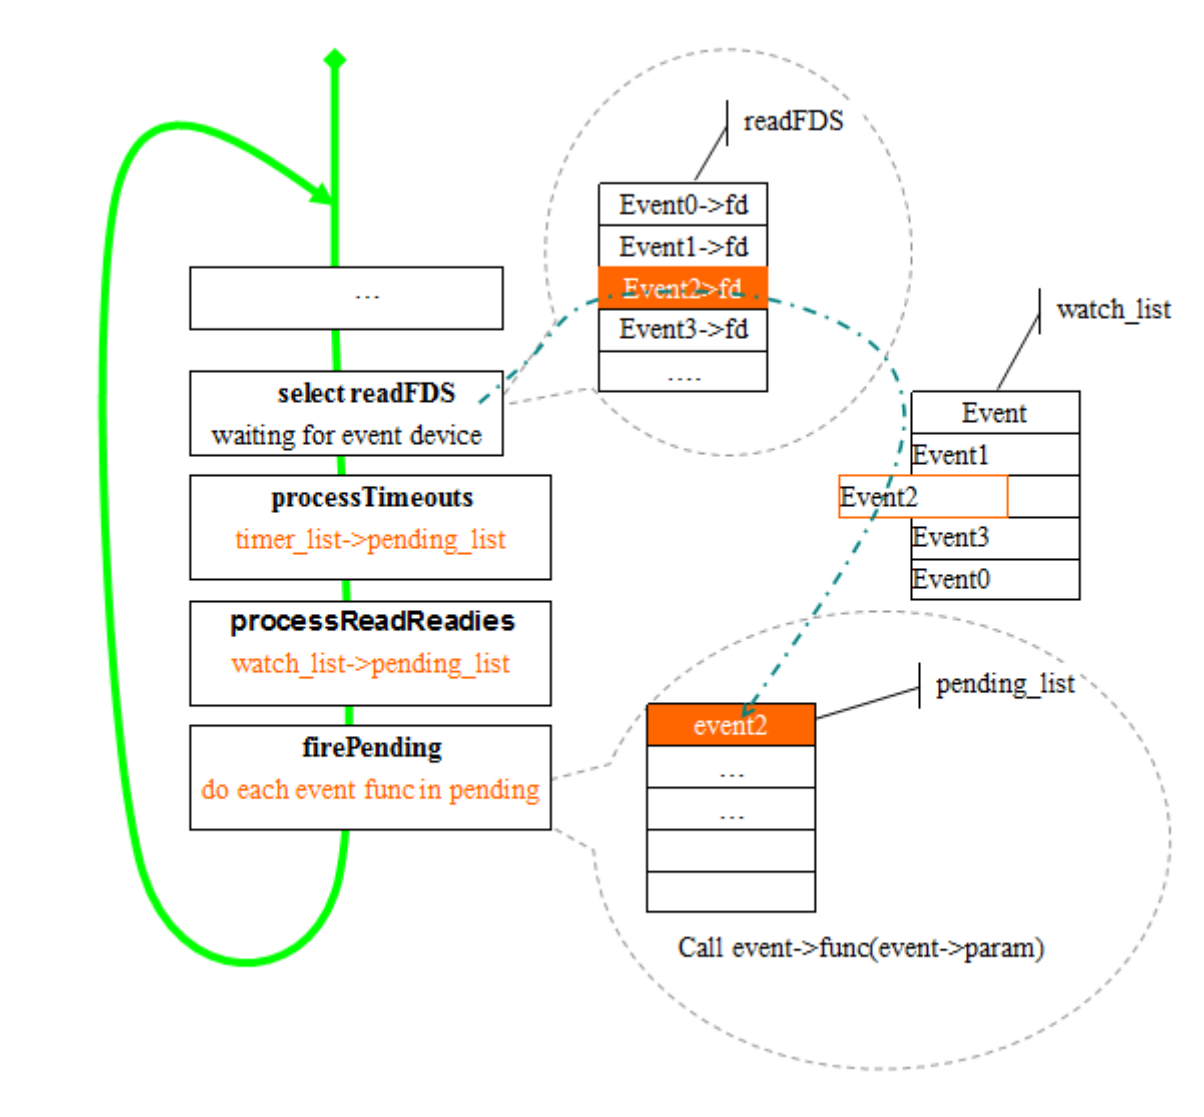 ...
select readFDS
waiting for event device
processTimeouts
timer_list->pending_list
processReadReadies
watch_list->pending_list
firePending
do each event func in pending
readFDS
Event0->fd
Event1->fd
Event2->fd
Event3->fd
....
watch_list
Event
Event1
Event2
Event3
Event0
pending_list
event2
...
...
Call event->func(event->param)